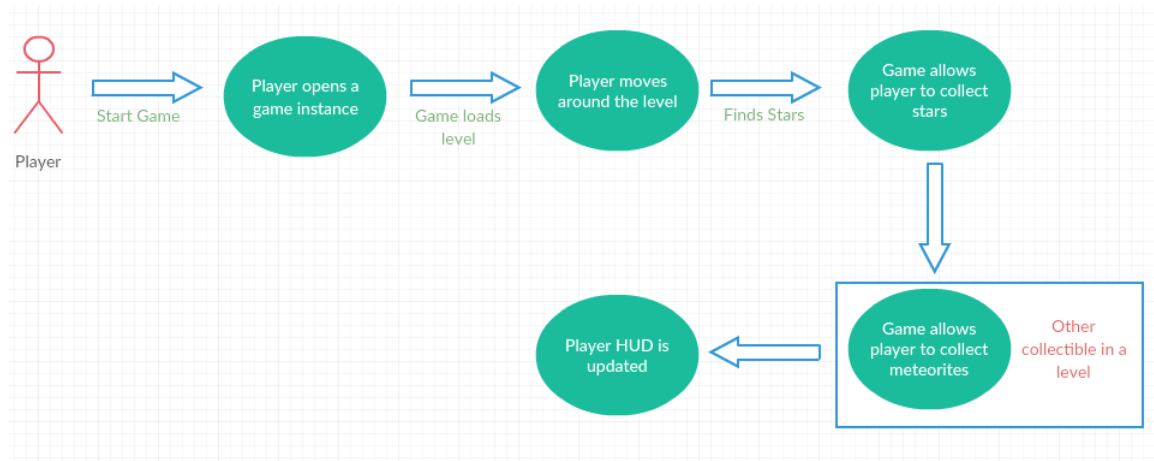 Player
Start Game
Player opens a
game instance
Game loads
level
Player moves
around the level
Finds Stars
Game allows
player to collect
stars
Game allows
player to collect
meteorites
Other
collectible in a
level
Player HUD is
updated